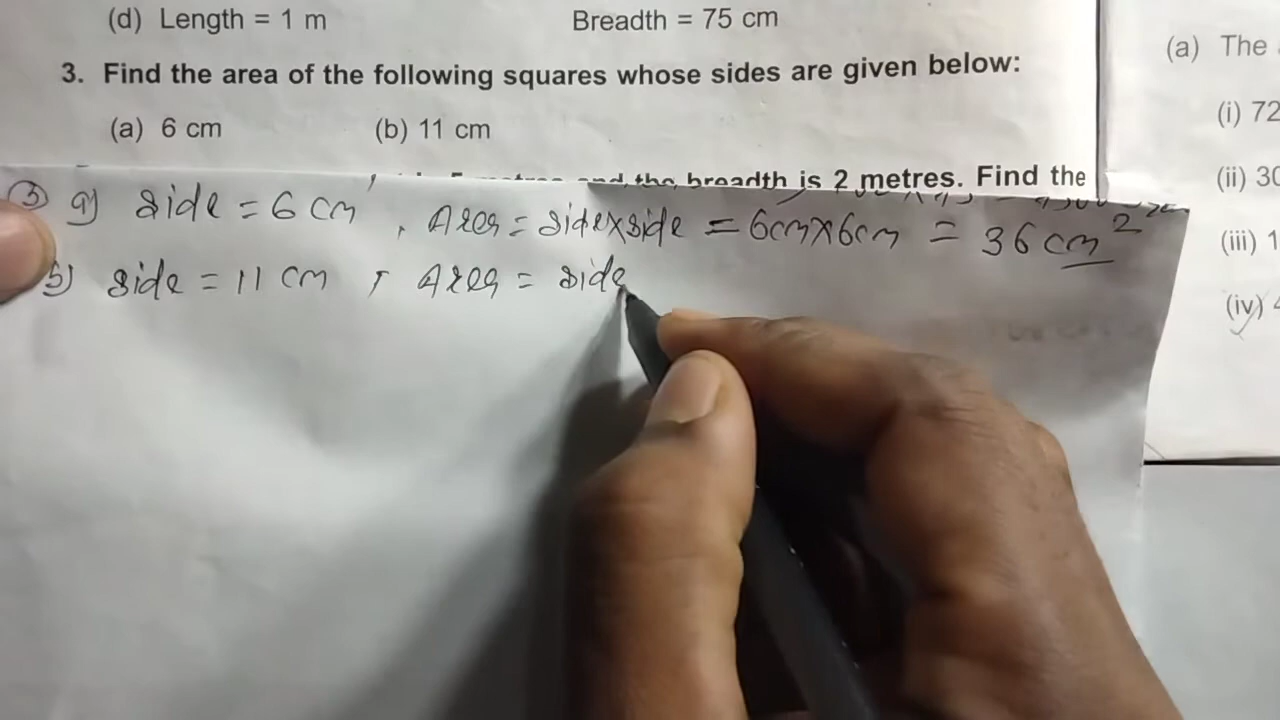 (d) Length = 1 m Breadth = 75 cm
3. Find the area of the following squares whose sides are given below:
(a) 6 cm (b) 11 cm
and the breadth is 2 metres. Find the
③ a) side = 6 cm , Area = side×side = 6cm×6cm = 36 cm²
b) side = 11 cm , Area = side
(a) The
(i) 72
(ii) 30
(iii) 1
(iv) 4